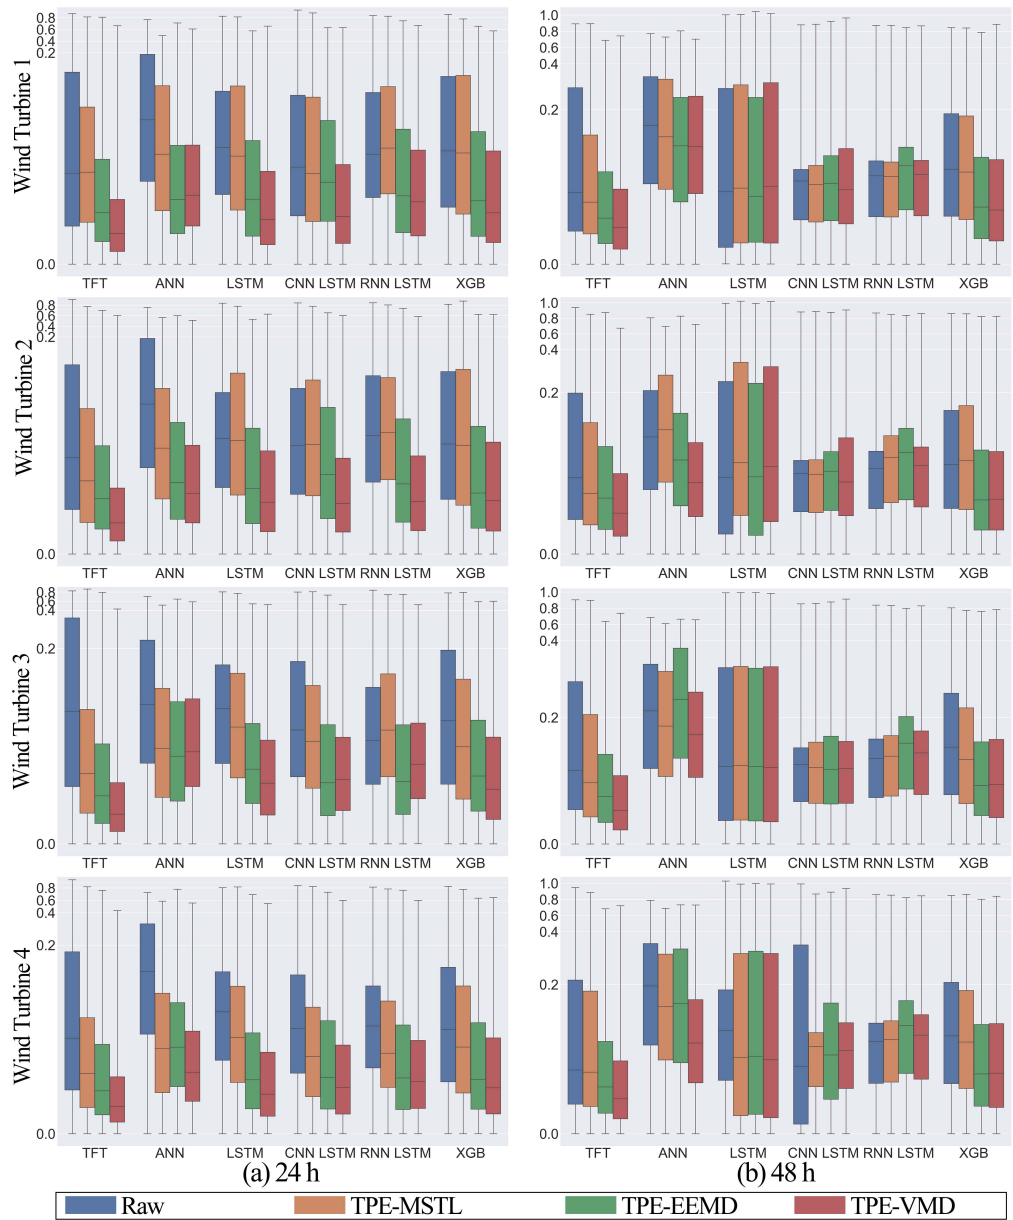 Wind Turbine 1
0.8
0.6
0.4
0.2
0.0
TFT ANN LSTM CNN LSTM RNN LSTM XGB
1.0
0.8
0.6
0.4
0.2
0.0
TFT ANN LSTM CNN LSTM RNN LSTM XGB
Wind Turbine 2
0.8
0.6
0.4
0.2
0.0
TFT ANN LSTM CNN LSTM RNN LSTM XGB
1.0
0.8
0.6
0.4
0.2
0.0
TFT ANN LSTM CNN LSTM RNN LSTM XGB
Wind Turbine 3
0.8
0.6
0.4
0.2
0.0
TFT ANN LSTM CNN LSTM RNN LSTM XGB
1.0
0.8
0.6
0.4
0.2
0.0
TFT ANN LSTM CNN LSTM RNN LSTM XGB
Wind Turbine 4
0.8
0.6
0.4
0.2
0.0
TFT ANN LSTM CNN LSTM RNN LSTM XGB
1.0
0.8
0.6
0.4
0.2
0.0
TFT ANN LSTM CNN LSTM RNN LSTM XGB
(a) 24 h
(b) 48 h
Raw TPE-MSTL TPE-EEMD TPE-VMD